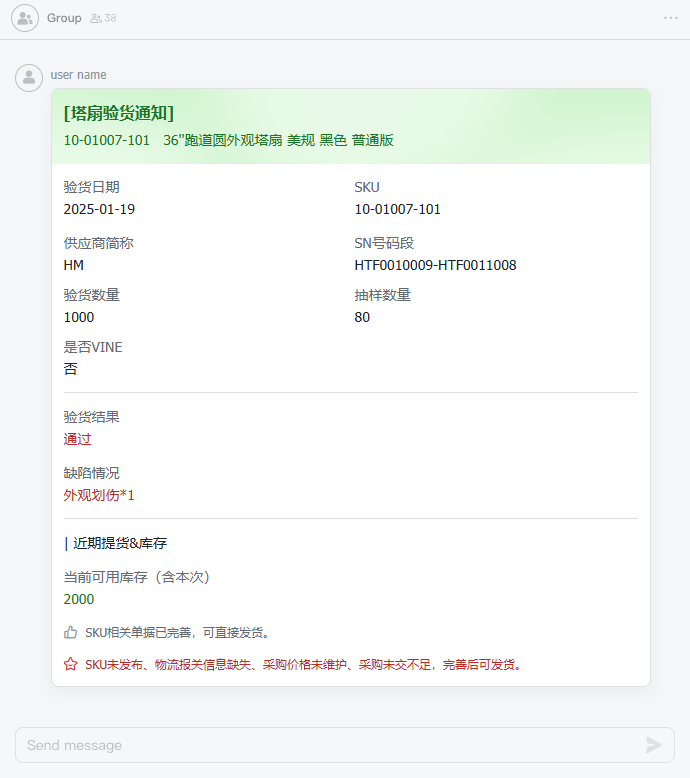 Group 38
user name
[塔扇验货通知]
10-01007-101 36"跑道圆外观塔扇 美规 黑色 普通版
验货日期 SKU
2025-01-19 10-01007-101
供应商简称 SN号码段
HM HTF0010009-HTF0011008
验货数量 抽样数量
1000 80
是否VINE
否
验货结果
通过
缺陷情况
外观划伤*1
| 近期提货&库存
当前可用库存（含本次）
2000
SKU相关单据已完善，可直接发货。
SKU未发布、物流报关信息缺失、采购价格未维护、采购未交不足，完善后可发货。
Send message